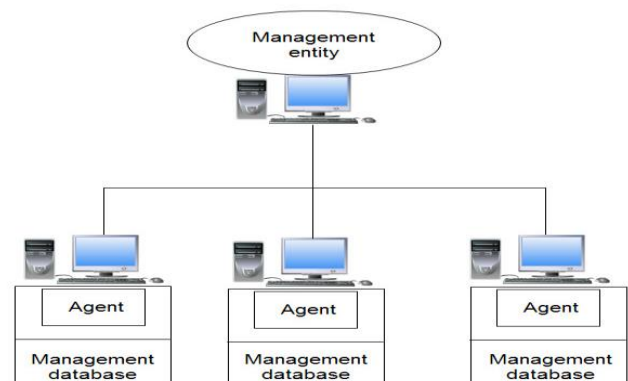 Management
entity
Agent
Management
database
Agent
Management
database
Agent
Management
database